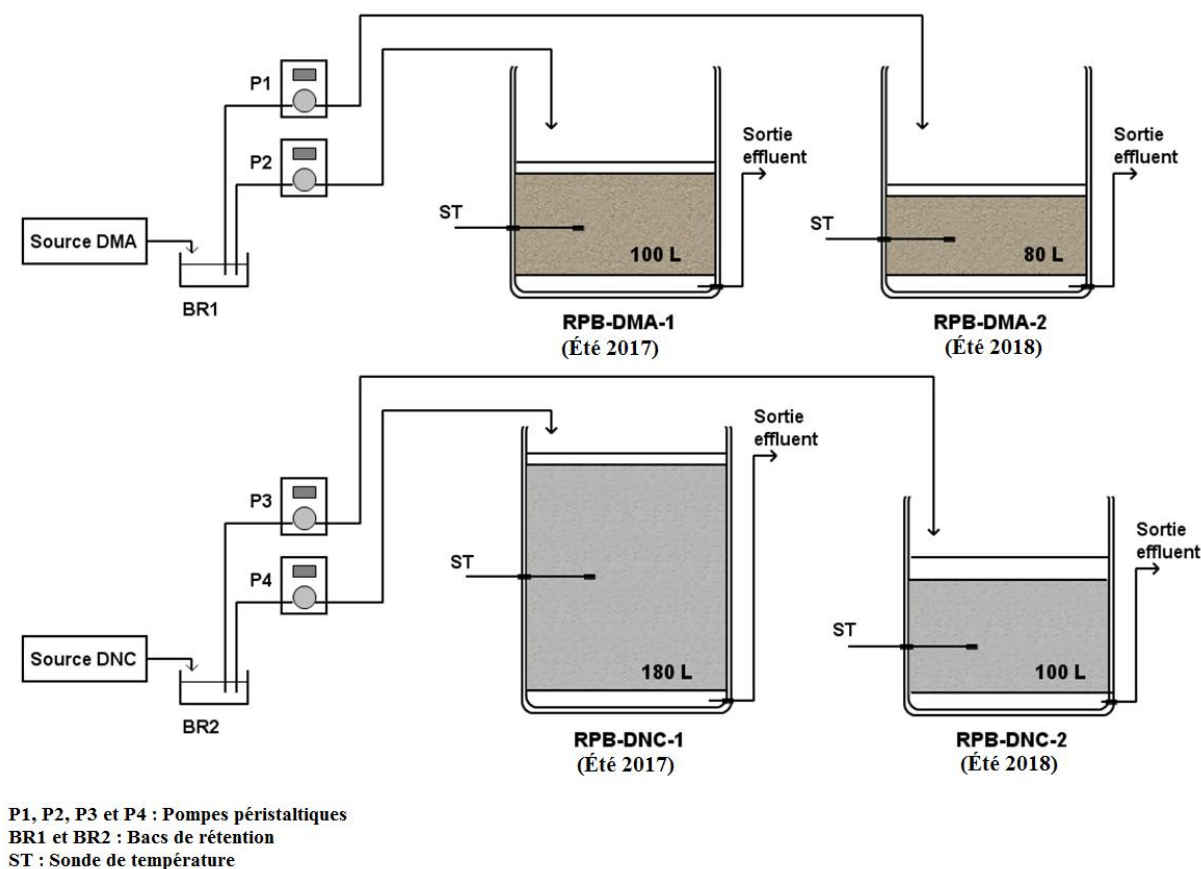 P1
P2
Source DMA
BR1
ST
100 L
Sortie
effluent
RPB-DMA-1
(Été 2017)
ST
80 L
Sortie
effluent
RPB-DMA-2
(Été 2018)
P3
P4
Source DNC
BR2
ST
180 L
Sortie
effluent
RPB-DNC-1
(Été 2017)
ST
100 L
Sortie
effluent
RPB-DNC-2
(Été 2018)
P1, P2, P3 et P4 : Pompes péristaltiques
BR1 et BR2 : Bacs de rétention
ST : Sonde de température